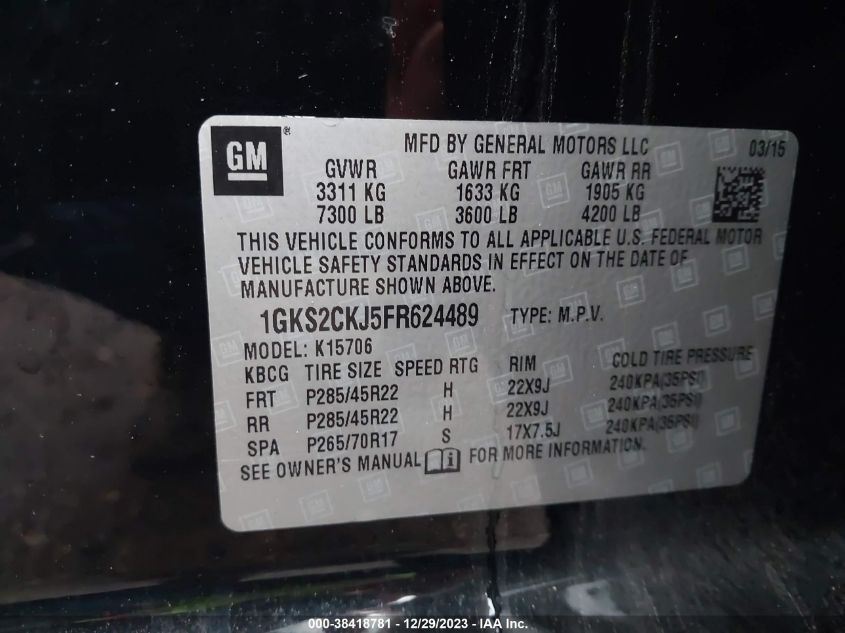 GM ®
MFD BY GENERAL MOTORS LLC 03/15
GVWR GAWR FRT GAWR RR
3311 KG 1633 KG 1905 KG
7300 LB 3600 LB 4200 LB
THIS VEHICLE CONFORMS TO ALL APPLICABLE U.S. FEDERAL MOTOR
VEHICLE SAFETY STANDARDS IN EFFECT ON THE DATE OF
MANUFACTURE SHOWN ABOVE.
1GKS2CKJ5FR624489 TYPE: M.P.V.
MODEL: K15706
KBCG TIRE SIZE SPEED RTG RIM COLD TIRE PRESSURE
FRT P285/45R22 H 22X9J 240KPA(35PSI)
RR P285/45R22 H 22X9J 240KPA(35PSI)
SPA P265/70R17 S 17X7.5J 240KPA(35PSI)
SEE OWNER'S MANUAL FOR MORE INFORMATION.
000-38418781 - 12/29/2023 - IAA Inc.